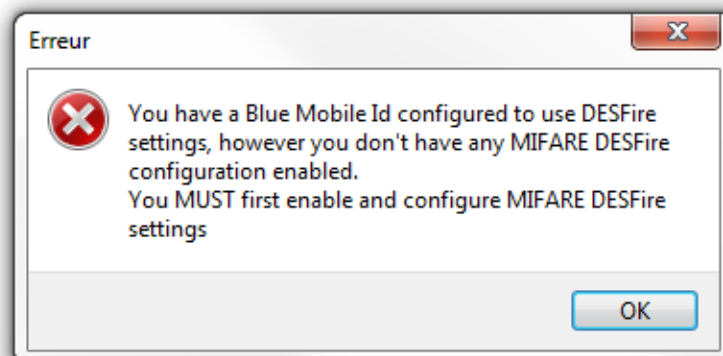 Erreur
You have a Blue Mobile Id configured to use DESFire
settings, however you don't have any MIFARE DESFire
configuration enabled.
You MUST first enable and configure MIFARE DESFire
settings
OK